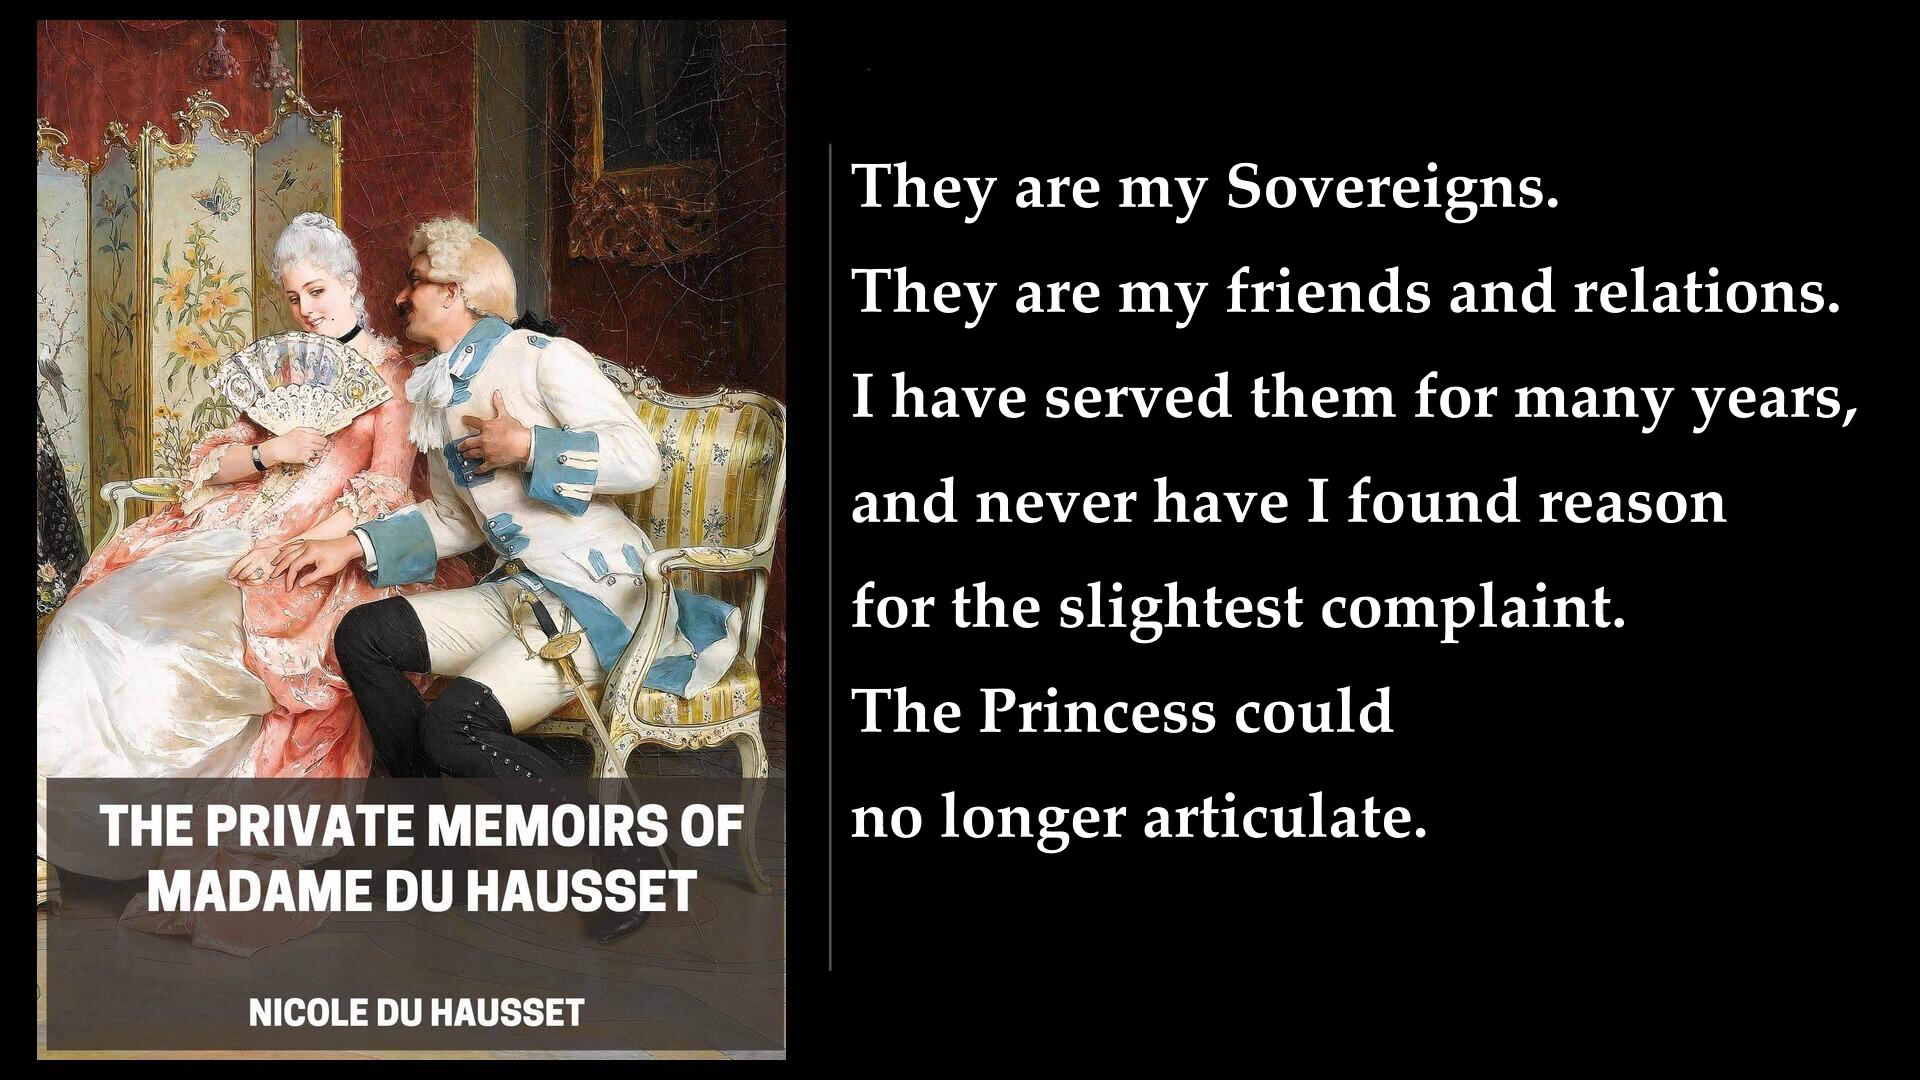 THE PRIVATE MEMOIRS OF
MADAME DU HAUSSET
NICOLE DU HAUSSET
They are my Sovereigns.
They are my friends and relations.
I have served them for many years,
and never have I found reason
for the slightest complaint.
The Princess could
no longer articulate.